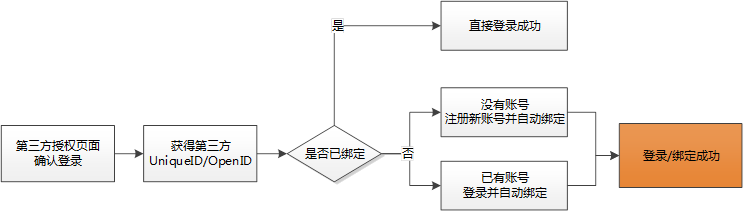 是
直接登录成功
第三方授权页面
确认登录
获得第三方
UniqueID/OpenID
是否已绑定
否
没有账号
注册新账号并自动绑定
已有账号
登录并自动绑定
登录/绑定成功